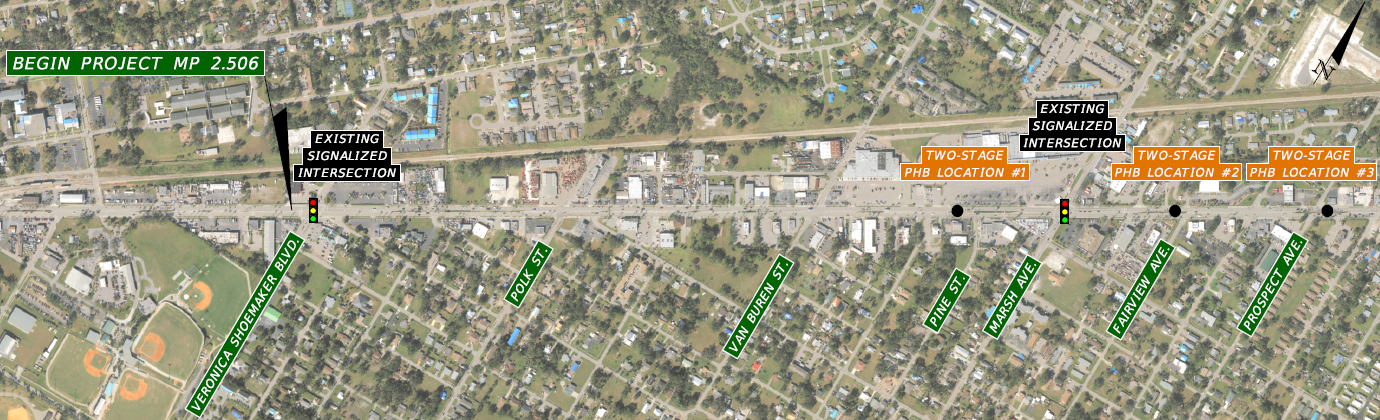 BEGIN PROJECT MP 2.506
EXISTING
SIGNALIZED
INTERSECTION
EXISTING
SIGNALIZED
INTERSECTION
TWO-STAGE
PHB LOCATION #1
TWO-STAGE
PHB LOCATION #2
TWO-STAGE
PHB LOCATION #3
N
VERONICA SHOEMAKER BLVD.
POLK ST.
VAN BUREN ST.
PINE ST.
MARSH AVE.
FAIRVIEW AVE.
PROSPECT AVE.